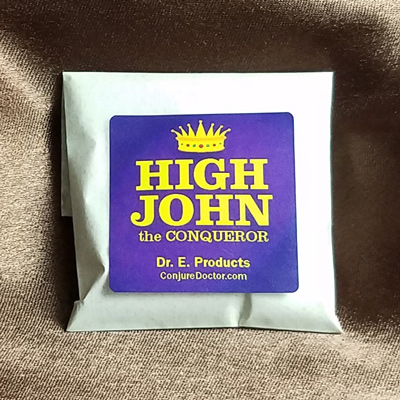 HIGH
JOHN
the CONQUEROR
Dr. E. Products
ConjureDoctor.com